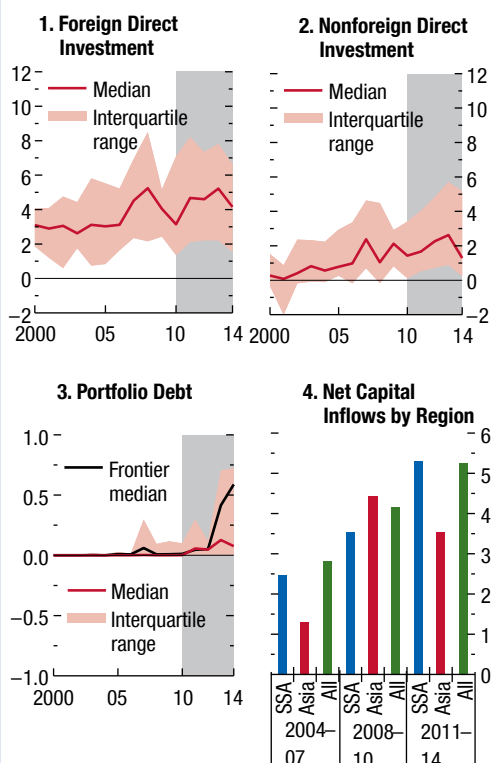 1. Foreign Direct
Investment
12
10
8
6
4
2
0
−2
2000 05 10 14
Median
Interquartile
range
2. Nonforeign Direct
Investment
12
10
8
6
4
2
0
−2
2000 05 10 14
Median
Interquartile
range
3. Portfolio Debt
1.0
0.5
0.0
−0.5
−1.0
2000 05 10 14
Frontier
median
Median
Interquartile
range
4. Net Capital
Inflows by Region
6
5
4
3
2
1
0
SSA Asia All SSA Asia All SSA Asia All
2004– 2008– 2011–
07 10 14